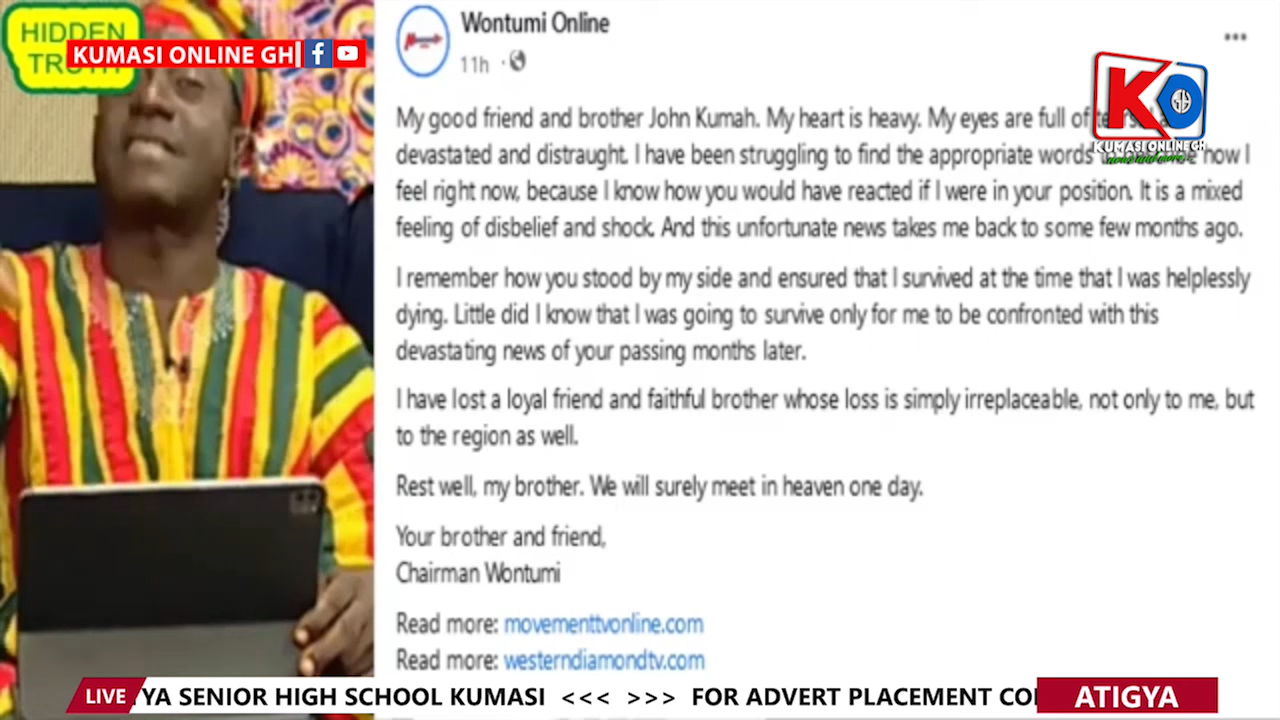 HIDDEN
TRUTH
KUMASI ONLINE GH
Wontumi Online
11h
KO
KUMASI ONLINE GH
My good friend and brother John Kumah. My heart is heavy. My eyes are full of
devastated and distraught. I have been struggling to find the appropriate words how I
feel right now, because I know how you would have reacted if I were in your position. It is a mixed
feeling of disbelief and shock. And this unfortunate news takes me back to some few months ago.
I remember how you stood by my side and ensured that I survived at the time that I was helplessly
dying. Little did I know that I was going to survive only for me to be confronted with this
devastating news of your passing months later.
I have lost a loyal friend and faithful brother whose loss is simply irreplaceable, not only to me, but
to the region as well.
Rest well, my brother. We will surely meet in heaven one day.
Your brother and friend,
Chairman Wontumi
Read more: movementtvonline.com
Read more: westerndiamondtv.com
LIVE YA SENIOR HIGH SCHOOL KUMASI <<< >>> FOR ADVERT PLACEMENT ATIGYA